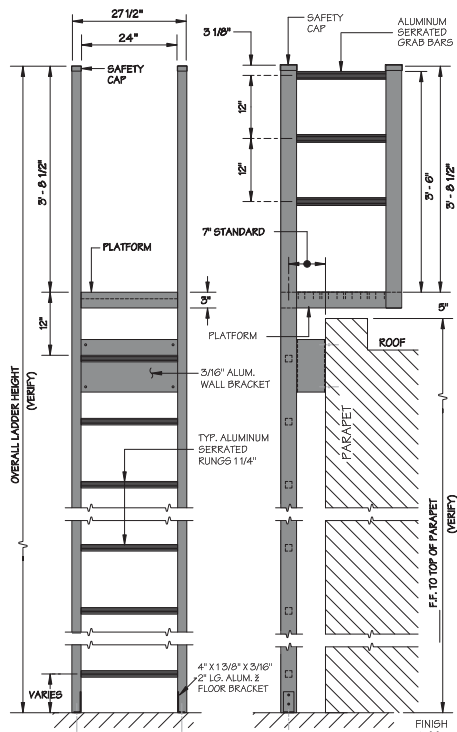 27 1/2"
24"
SAFETY
CAP
3'- 8 1/2"
PLATFORM
12"
3"
3/16" ALUM.
WALL BRACKET
OVERALL LADDER HEIGHT
(VERIFY)
TYP. ALUMINUM
SERRATED
RUNGS 1 1/4"
4" X 1 3/8" X 3/16"
2" LG. ALUM.
FLOOR BRACKET
VARIES
SAFETY
CAP
ALUMINUM
SERRATED
GRAB BARS
3 1/8"
12"
12"
3' - 6"
3' - 8 1/2"
7" STANDARD
5"
PLATFORM
ROOF
PARAPET
F.F. TO TOP OF PARAPET
(VERIFY)
FINISH